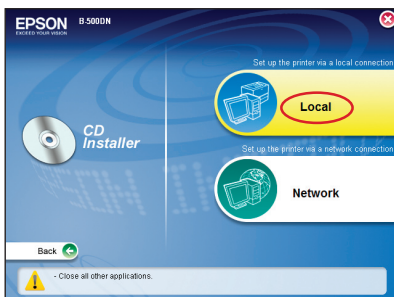 EPSON B-500DN
EXCEED YOUR VISION
Set up the printer via a local connection
Local
CD
Installer
Set up the printer via a network connection
Network
Back
- Close all other applications.